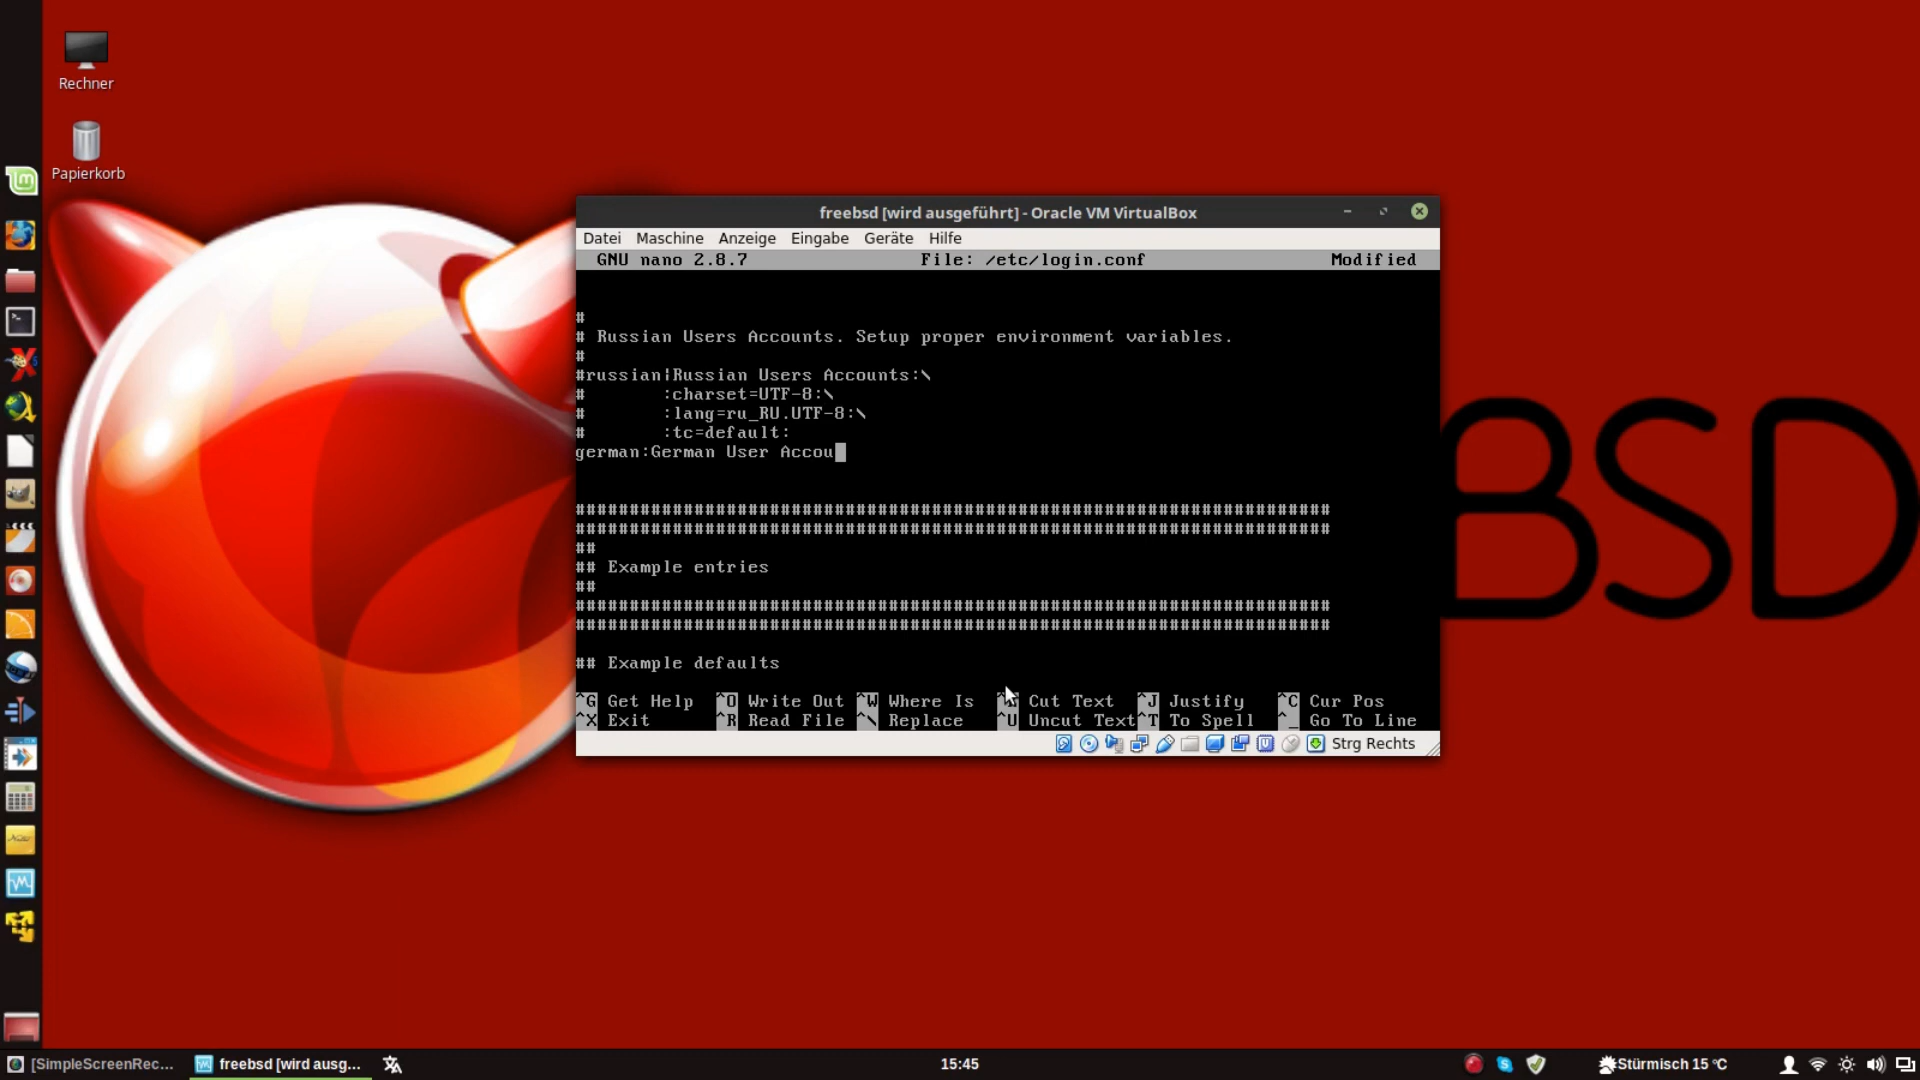 Rechner
Papierkorb
BSD
freebsd [wird ausgeführt] - Oracle VM VirtualBox
Datei Maschine Anzeige Eingabe Geräte Hilfe
GNU nano 2.8.7 File: /etc/login.conf Modified
#
# Russian Users Accounts. Setup proper environment variables.
#
#russian|Russian Users Accounts:\
# :charset=UTF-8:\
# :lang=ru_RU.UTF-8:\
# :tc=default:
german:German User Accou
######################################################################
######################################################################
##
## Example entries
##
######################################################################
######################################################################
## Example defaults
^G Get Help ^O Write Out ^W Where Is Cut Text ^J Justify ^C Cur Pos
^X Exit ^R Read File ^\ Replace ^U Uncut Text ^T To Spell ^_ Go To Line
Strg Rechts
[SimpleScreenRec... freebsd [wird ausg... 15:45 Stürmisch 15 °C